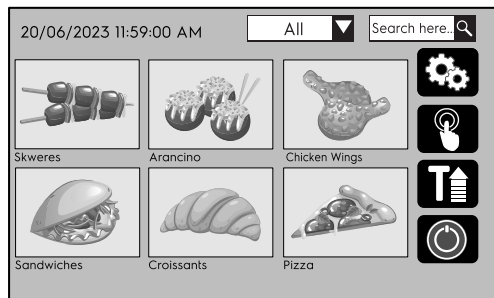 20/06/2023 11:59:00 AM
All
Search here..
Skweres
Arancino
Chicken Wings
T
Sandwiches
Croissants
Pizza